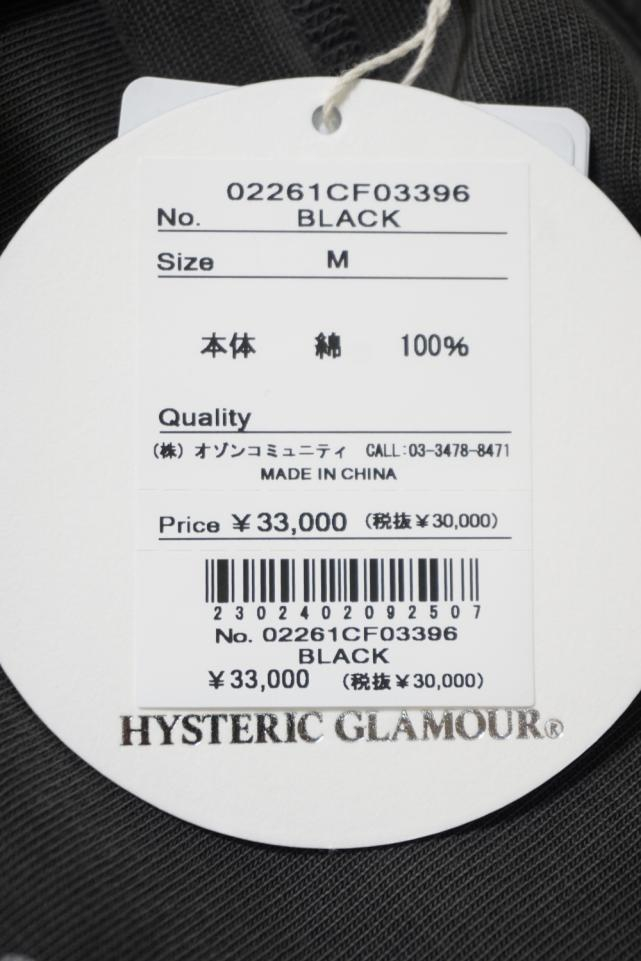 02261CF03396
No. BLACK
Size M
本体 綿 100%
Quality
(株) オゾンコミュニティ CALL:03-3478-8471
MADE IN CHINA
Price ¥33,000 (税抜¥30,000)
2302402092507
No. 02261CF03396
BLACK
¥33,000 (税抜¥30,000)
HYSTERIC GLAMOUR®